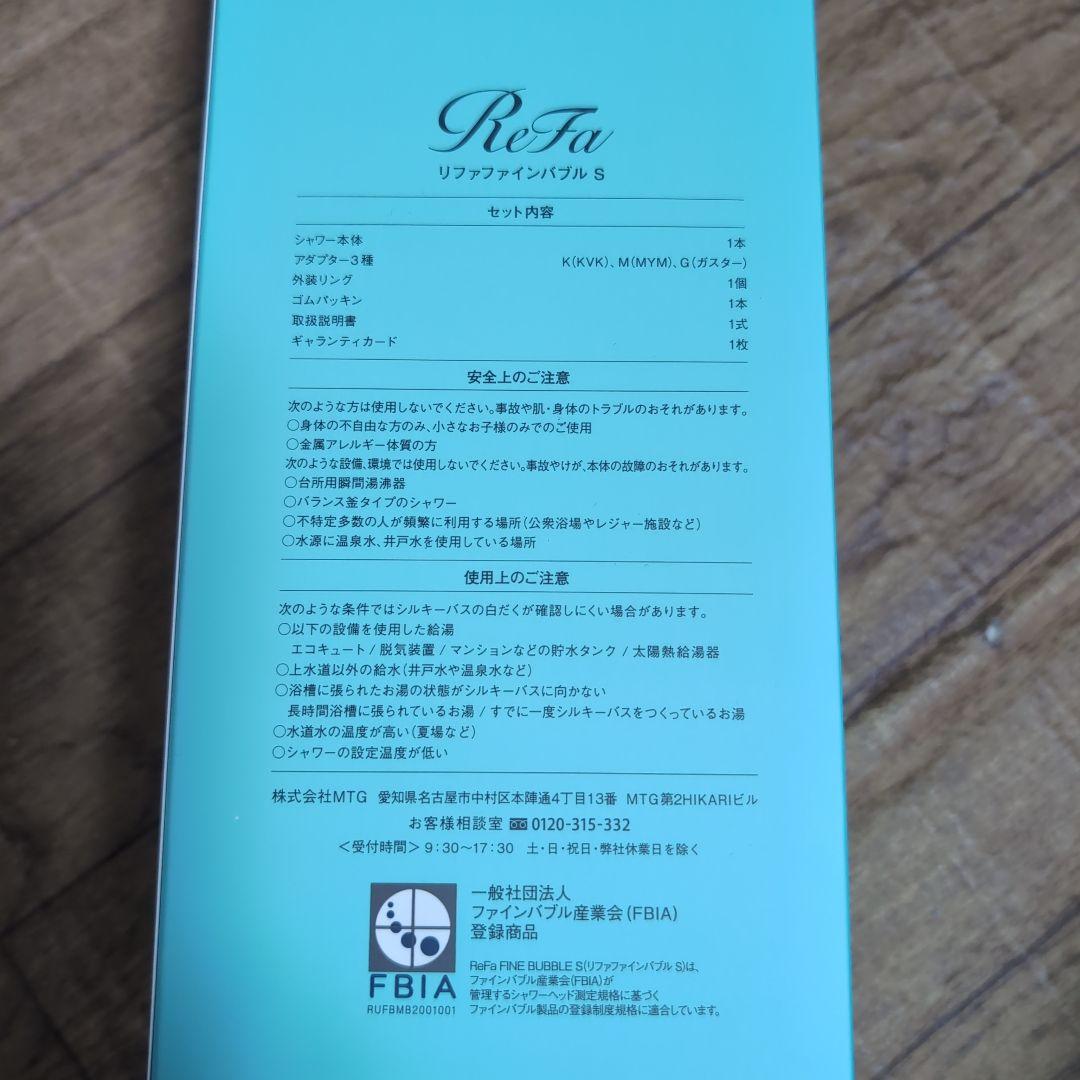 ReFa
リファファインバブル S
セット内容
シャワー本体 1本
アダプター3種 K(KVK)、M(MYM)、G(ガスター)
外装リング 1個
ゴムパッキン 1本
取扱説明書 1式
ギャランティカード 1枚
安全上のご注意
次のような方は使用しないでください。事故や肌・身体のトラブルのおそれがあります。
○身体の不自由な方のみ、小さなお子様のみでのご使用
○金属アレルギー体質の方
次のような設備、環境では使用しないでください。事故やけが、本体の故障のおそれがあります。
○台所用瞬間湯沸器
○バランス釜タイプのシャワー
○不特定多数の人が頻繁に利用する場所(公衆浴場やレジャー施設など)
○水源に温泉水、井戸水を使用している場所
使用上のご注意
次のような条件ではシルキーバスの白だくが確認しにくい場合があります。
○以下の設備を使用した給湯
エコキュート / 脱気装置 / マンションなどの貯水タンク / 太陽熱給湯器
○上水道以外の給水(井戸水や温泉水など)
○浴槽に張られたお湯の状態がシルキーバスに向かない
長時間浴槽に張られているお湯 / すでに一度シルキーバスをつくっているお湯
○水道水の温度が高い(夏場など)
○シャワーの設定温度が低い
株式会社MTG 愛知県名古屋市中村区本陣通4丁目13番 MTG第2HIKARIビル
お客様相談室 0120-315-332
<受付時間> 9:30~17:30 土・日・祝日・弊社休業日を除く
一般社団法人
ファインバブル産業会(FBIA)
登録商品
FBIA
RUFBMB2001001
ReFa FINE BUBBLE S(リファファインバブル S)は、
ファインバブル産業会(FBIA)が
管理するシャワーヘッド測定規格に基づく
ファインバブル製品の登録制度規格に適合しています。